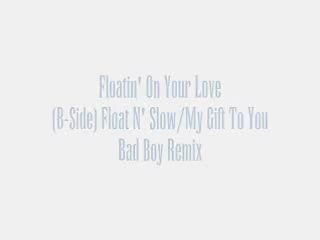 Floatin' On Your Love
(B-Side) Float N' Slow/My Gift To You
Bad Boy Remix